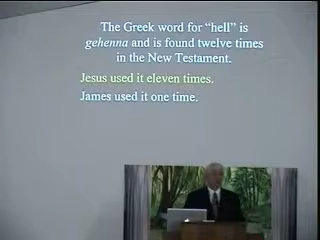 The Greek word for “hell” is
gehenna and is found twelve times
in the New Testament.
Jesus used it eleven times.
James used it one time.